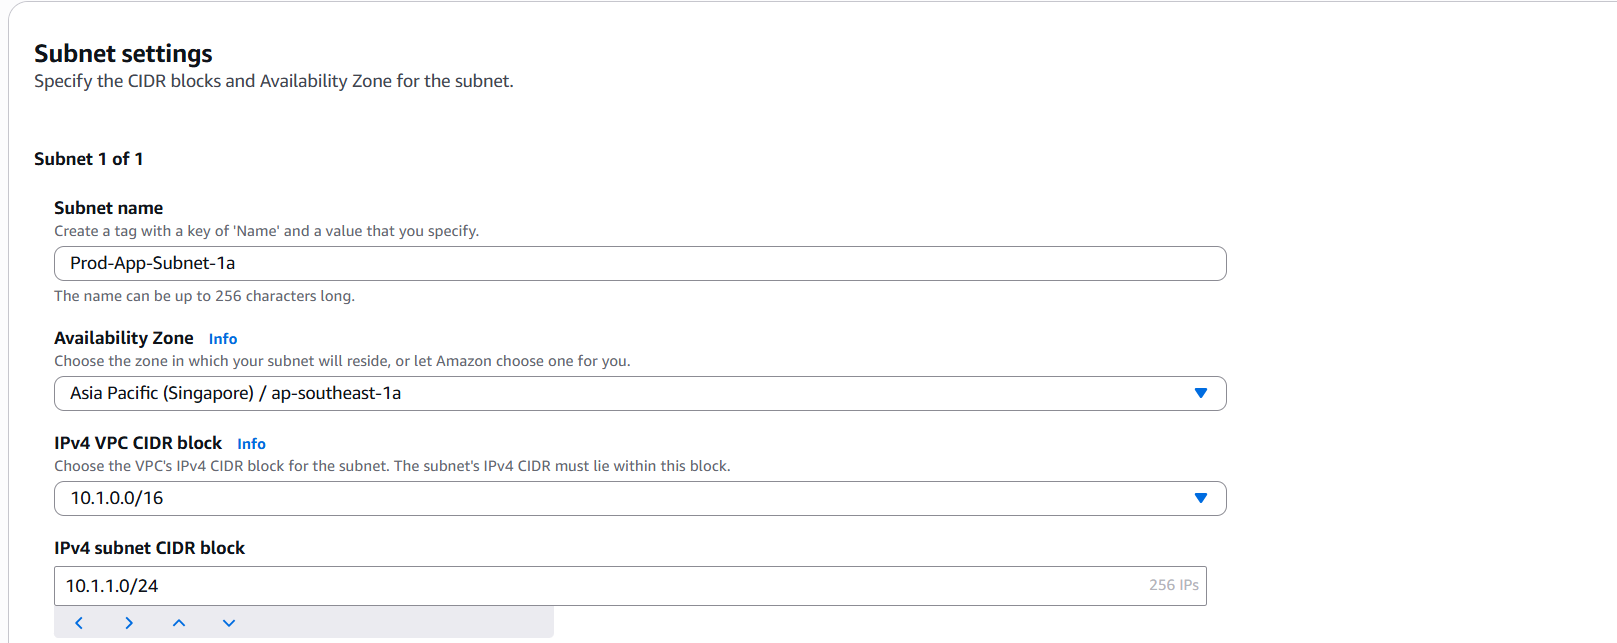 Subnet settings
Specify the CIDR blocks and Availability Zone for the subnet.
Subnet 1 of 1
Subnet name
Create a tag with a key of 'Name' and a value that you specify.
Prod-App-Subnet-1a
The name can be up to 256 characters long.
Availability Zone Info
Choose the zone in which your subnet will reside, or let Amazon choose one for you.
Asia Pacific (Singapore) / ap-southeast-1a
IPv4 VPC CIDR block Info
Choose the VPC's IPv4 CIDR block for the subnet. The subnet's IPv4 CIDR must lie within this block.
10.1.0.0/16
IPv4 subnet CIDR block
10.1.1.0/24 256 IPs